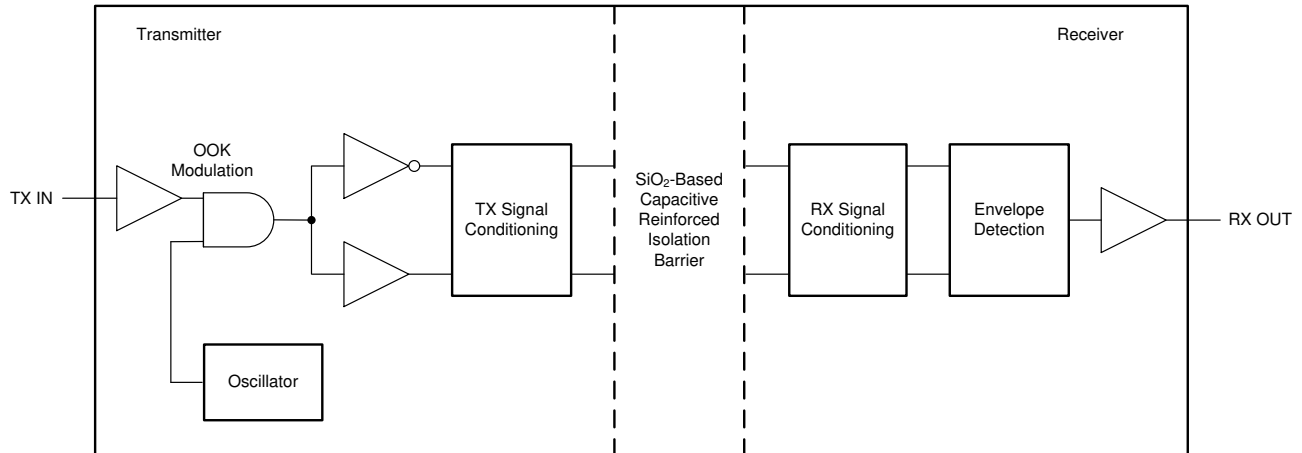 Transmitter
Receiver
OOK
Modulation
TX IN
TX Signal
Conditioning
SiO₂-Based
Capacitive
Reinforced
Isolation
Barrier
RX Signal
Conditioning
Envelope
Detection
RX OUT
Oscillator